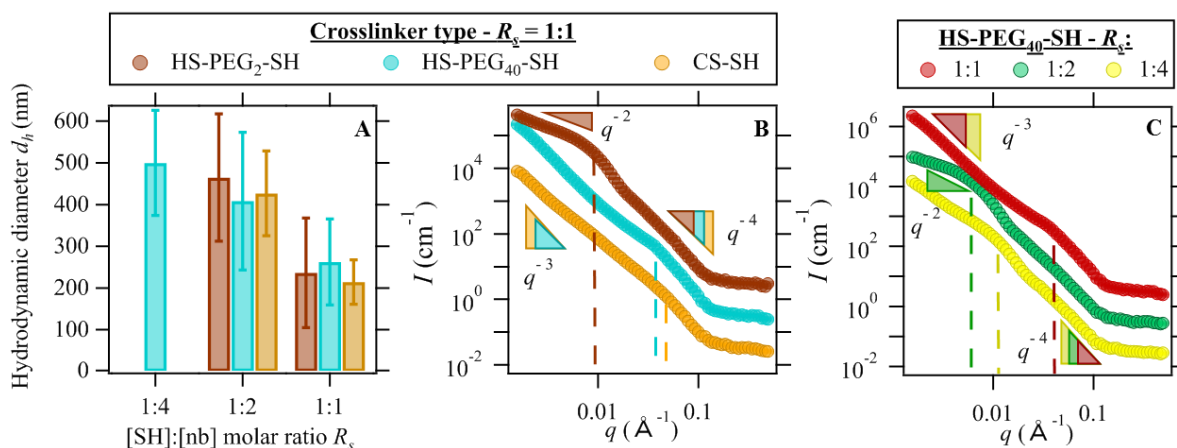 Crosslinker type - Rs = 1:1
HS-PEG2-SH
HS-PEG40-SH
CS-SH
HS-PEG40-SH - Rs:
1:1
1:2
1:4
Hydrodynamic diameter dh (nm)
600
500
400
300
200
100
0
A
1:4
1:2
1:1
[SH]:[nb] molar ratio Rs
I (cm-1)
10^4
10^2
10^0
10^-2
B
q-2
q-3
q-4
0.01
0.1
q (Å-1)
I (cm-1)
10^6
10^4
10^2
10^0
10^-2
C
q-3
q-2
q-4
0.01
0.1
q (Å-1)